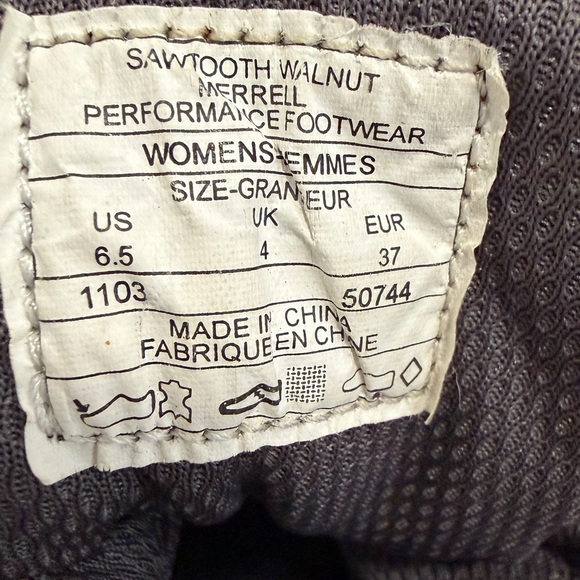 SAWTOOTH WALNUT
MERRELL
PERFORMANCE FOOTWEAR
WOMENS-FEMMES
SIZE-GRANDEUR
US UK EUR
6.5 4 37
1103 50744
MADE IN CHINA
FABRIQUE EN CHINE